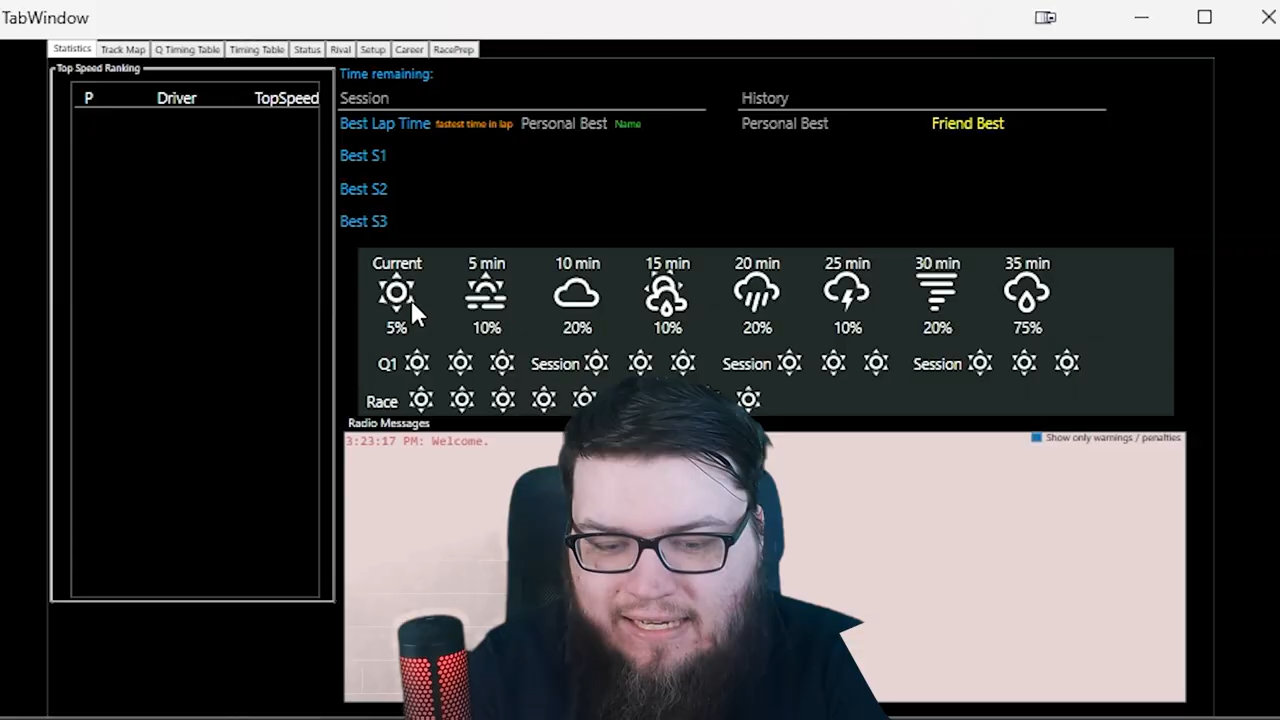 TabWindow
Statistics Track Map Q Timing Table Timing Table Status Rival Setup Career RacePrep
Top Speed Ranking
P Driver TopSpeed
Time remaining:
Session History
Best Lap Time fastest time in lap Personal Best Name Personal Best Friend Best
Best S1
Best S2
Best S3
Current 5 min 10 min 15 min 20 min 25 min 30 min 35 min
5% 10% 20% 10% 20% 10% 20% 75%
Q1 Session Session Session
Race
Radio Messages
3:23:17 PM: Welcome.
Show only warnings / penalties